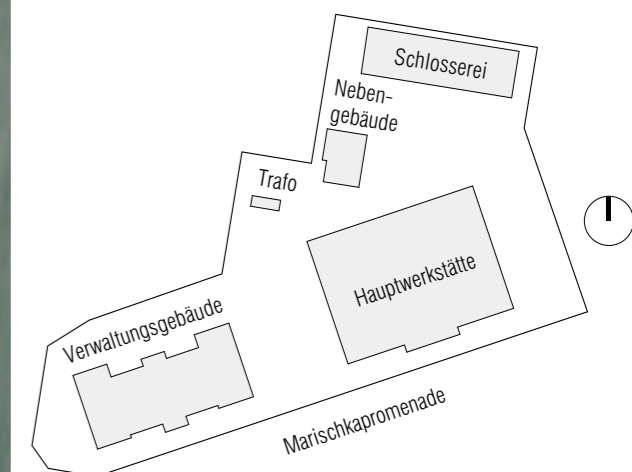 Schlosserei
Neben-
gebäude
Trafo
Hauptwerkstätte
Verwaltungsgebäude
Marischkapromenade